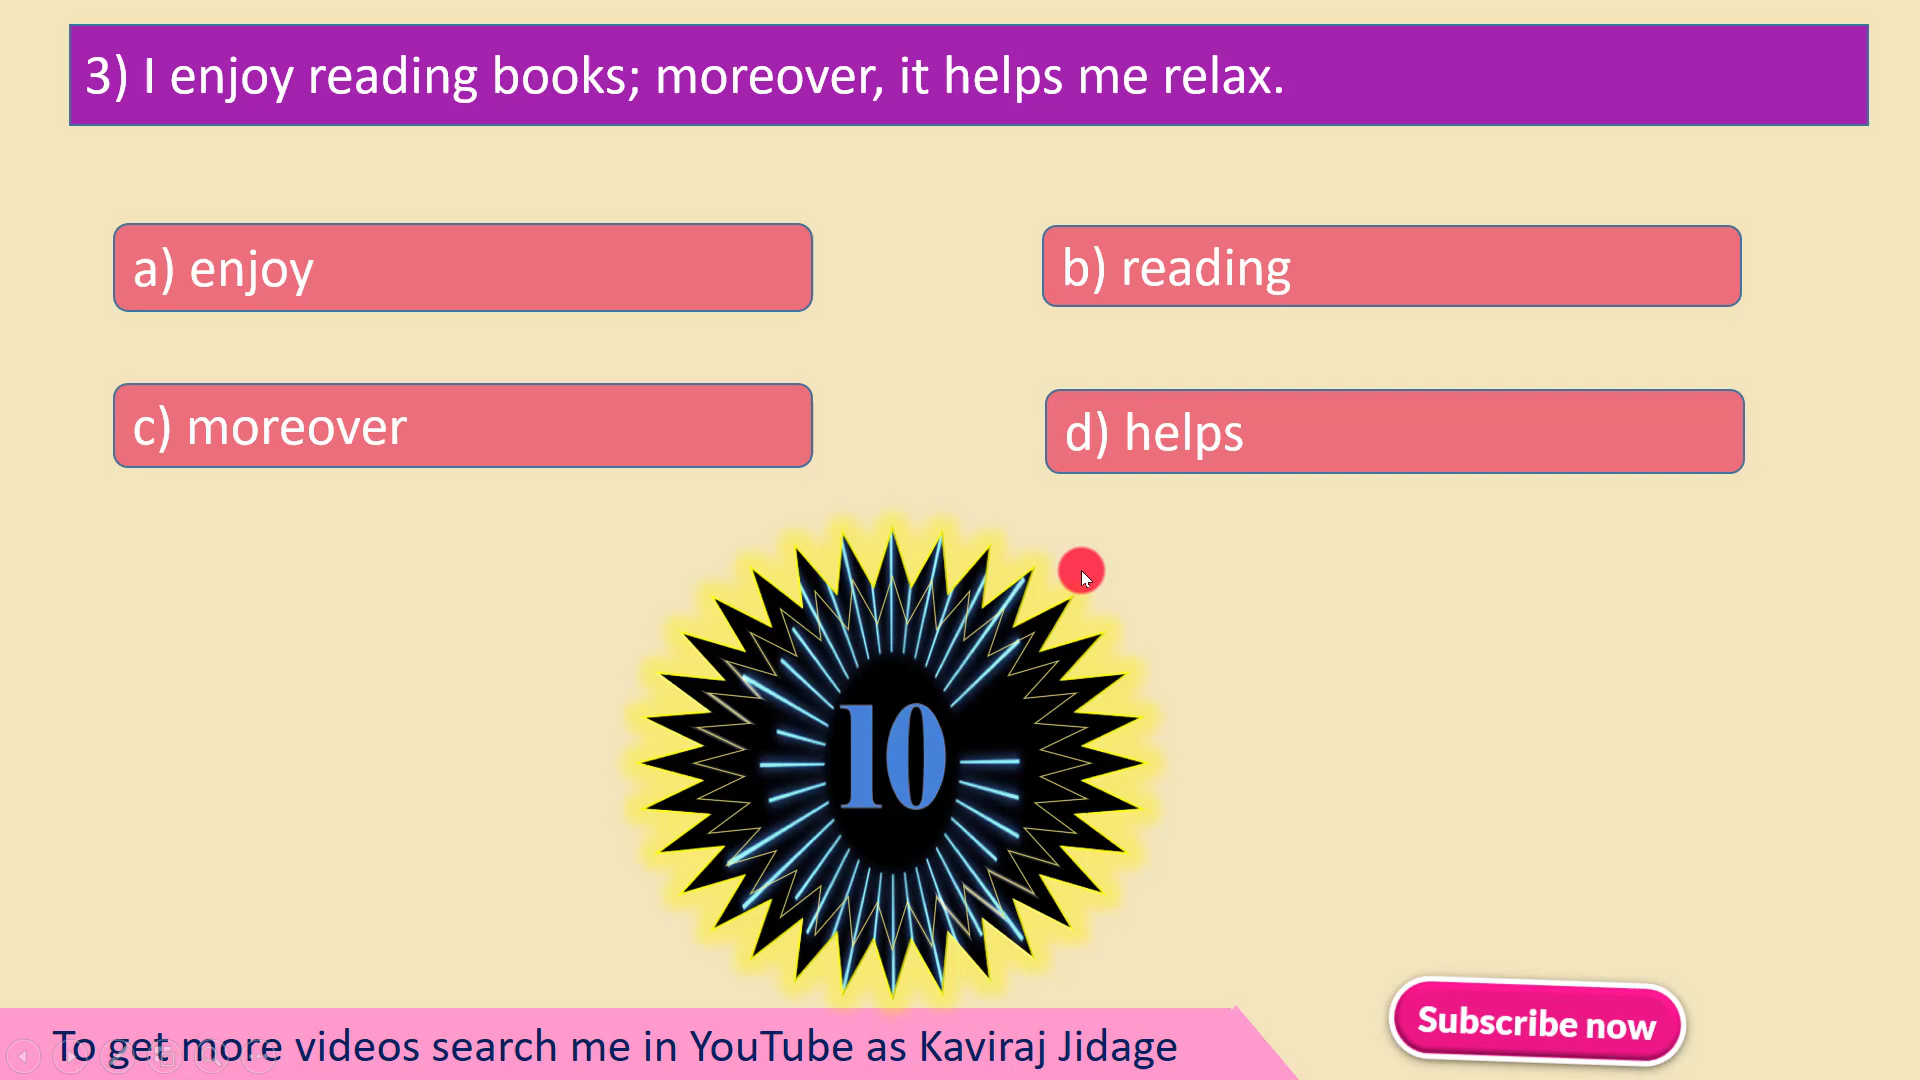 3) I enjoy reading books; moreover, it helps me relax.
a) enjoy
b) reading
c) moreover
d) helps
10
To get more videos search me in YouTube as Kaviraj Jidage
Subscribe now